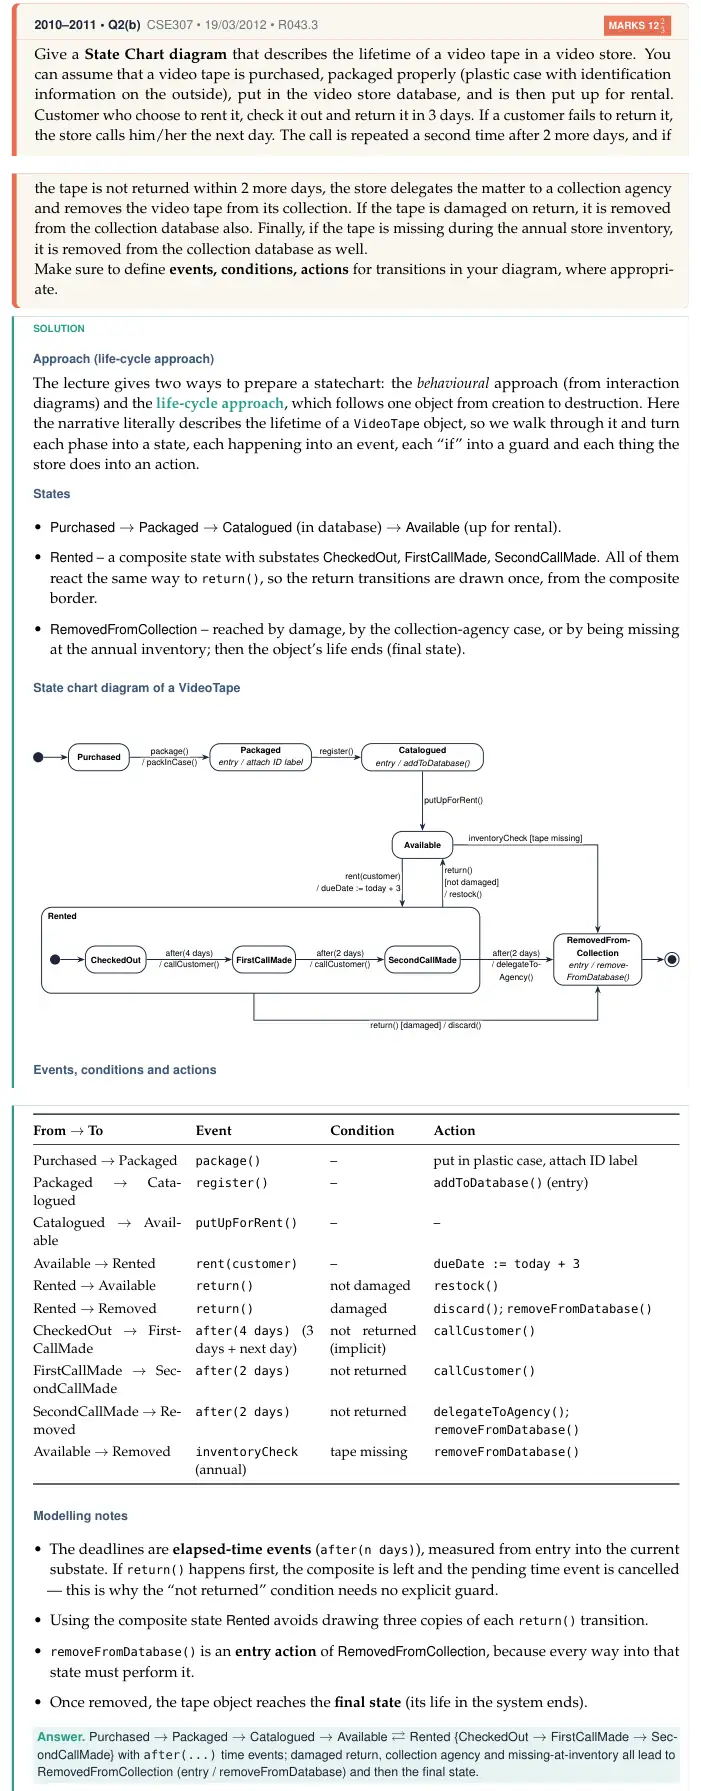 2010–2011 • Q2(b) CSE307 • 19/03/2012 • R043.3
MARKS 12 2/3
Give a State Chart diagram that describes the lifetime of a video tape in a video store. You
can assume that a video tape is purchased, packaged properly (plastic case with identification
information on the outside), put in the video store database, and is then put up for rental.
Customer who choose to rent it, check it out and return it in 3 days. If a customer fails to return it,
the store calls him/her the next day. The call is repeated a second time after 2 more days, and if
the tape is not returned within 2 more days, the store delegates the matter to a collection agency
and removes the video tape from its collection. If the tape is damaged on return, it is removed
from the collection database also. Finally, if the tape is missing during the annual store inventory,
it is removed from the collection database as well.
Make sure to define events, conditions, actions for transitions in your diagram, where appropri-
ate.
SOLUTION
Approach (life-cycle approach)
The lecture gives two ways to prepare a statechart: the behavioural approach (from interaction
diagrams) and the life-cycle approach, which follows one object from creation to destruction. Here
the narrative literally describes the lifetime of a VideoTape object, so we walk through it and turn
each phase into a state, each happening into an event, each “if” into a guard and each thing the
store does into an action.
States
• Purchased → Packaged → Catalogued (in database) → Available (up for rental).
• Rented – a composite state with substates CheckedOut, FirstCallMade, SecondCallMade. All of them
react the same way to return(), so the return transitions are drawn once, from the composite
border.
• RemovedFromCollection – reached by damage, by the collection-agency case, or by being missing
at the annual inventory; then the object’s life ends (final state).
State chart diagram of a VideoTape
Purchased
package()
/ packInCase()
Packaged
entry / attach ID label
register()
Catalogued
entry / addToDatabase()
putUpForRent()
Available
inventoryCheck [tape missing]
rent(customer)
/ dueDate := today + 3
return()
[not damaged]
/ restock()
Rented
CheckedOut
after(4 days)
/ callCustomer()
FirstCallMade
after(2 days)
/ callCustomer()
SecondCallMade
after(2 days)
/ delegateTo-
Agency()
RemovedFrom-
Collection
entry / remove-
FromDatabase()
return() [damaged] / discard()
Events, conditions and actions
From → To Event Condition Action
Purchased → Packaged package() – put in plastic case, attach ID label
Packaged → Cata- register() – addToDatabase() (entry)
logued
Catalogued → Avail- putUpForRent() – –
able
Available → Rented rent(customer) – dueDate := today + 3
Rented → Available return() not damaged restock()
Rented → Removed return() damaged discard(); removeFromDatabase()
CheckedOut → First- after(4 days) (3 not returned callCustomer()
CallMade days + next day) (implicit)
FirstCallMade → Sec- after(2 days) not returned callCustomer()
ondCallMade
SecondCallMade → Re- after(2 days) not returned delegateToAgency();
moved removeFromDatabase()
Available → Removed inventoryCheck tape missing removeFromDatabase()
(annual)
Modelling notes
• The deadlines are elapsed-time events (after(n days)), measured from entry into the current
substate. If return() happens first, the composite is left and the pending time event is cancelled
— this is why the “not returned” condition needs no explicit guard.
• Using the composite state Rented avoids drawing three copies of each return() transition.
• removeFromDatabase() is an entry action of RemovedFromCollection, because every way into that
state must perform it.
• Once removed, the tape object reaches the final state (its life in the system ends).
Answer. Purchased → Packaged → Catalogued → Available ⇄ Rented {CheckedOut → FirstCallMade → Sec-
ondCallMade} with after(...) time events; damaged return, collection agency and missing-at-inventory all lead to
RemovedFromCollection (entry / removeFromDatabase) and then the final state.